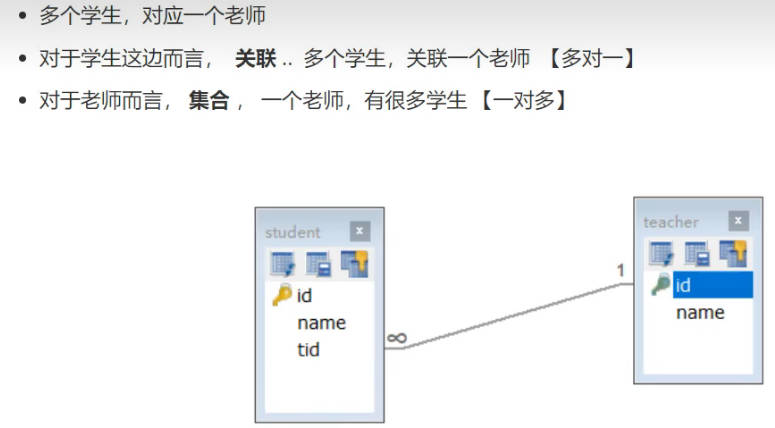 多个学生，对应一个老师
对于学生这边而言， 关联 .. 多个学生，关联一个老师 【多对一】
对于老师而言， 集合 ， 一个老师，有很多学生 【一对多】
student x
id
name
tid
∞
1
teacher x
id
name